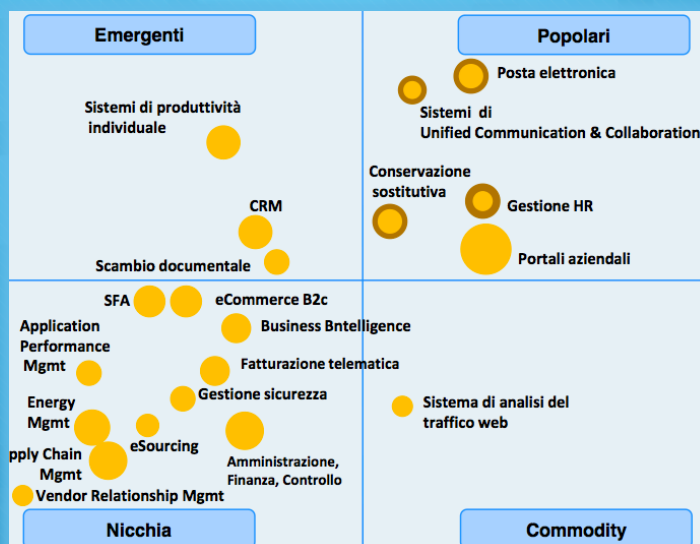 Emergenti
Popolari
Posta elettronica
Sistemi di
Unified Communication & Collaboration
Sistemi di produttività
individuale
Conservazione
sostitutiva
CRM
Gestione HR
Scambio documentale
Portali aziendali
SFA
eCommerce B2c
Application
Performance
Mgmt
Business Bntelligence
Fatturazione telematica
Gestione sicurezza
Energy
Mgmt
Sistema di analisi del
traffico web
eSourcing
pply Chain
Mgmt
Amministrazione,
Finanza, Controllo
Vendor Relationship Mgmt
Nicchia
Commodity